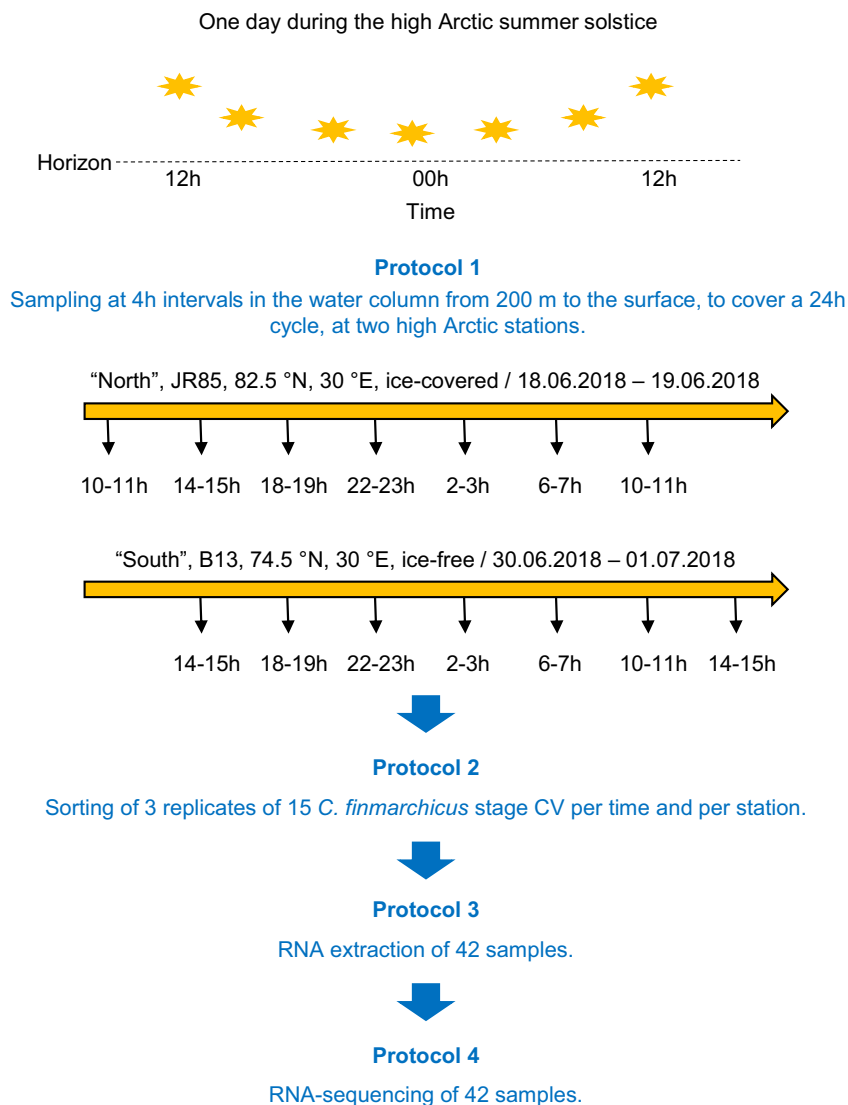 One day during the high Arctic summer solstice
Horizon
12h 00h 12h
Time
Protocol 1
Sampling at 4h intervals in the water column from 200 m to the surface, to cover a 24h
cycle, at two high Arctic stations.
“North”, JR85, 82.5 °N, 30 °E, ice-covered / 18.06.2018 – 19.06.2018
10-11h 14-15h 18-19h 22-23h 2-3h 6-7h 10-11h
“South”, B13, 74.5 °N, 30 °E, ice-free / 30.06.2018 – 01.07.2018
14-15h 18-19h 22-23h 2-3h 6-7h 10-11h 14-15h
Protocol 2
Sorting of 3 replicates of 15 C. finmarchicus stage CV per time and per station.
Protocol 3
RNA extraction of 42 samples.
Protocol 4
RNA-sequencing of 42 samples.